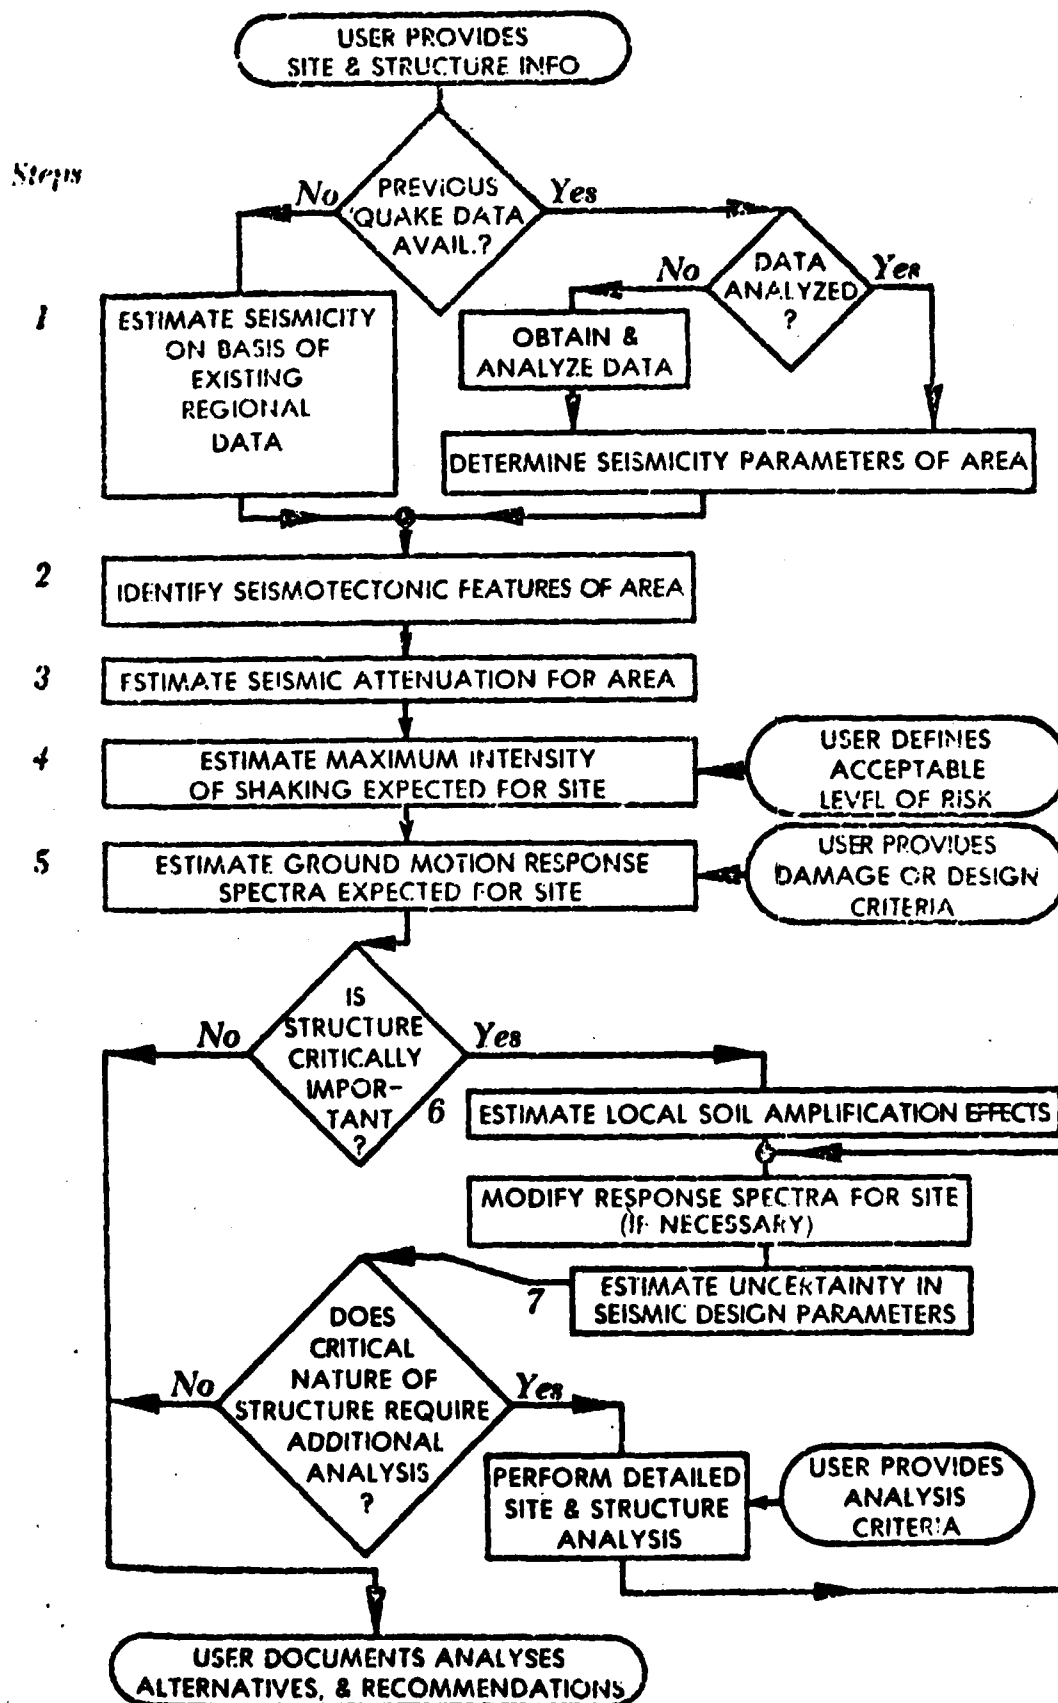 USER PROVIDES
SITE & STRUCTURE INFO
Steps
No
PREVIOUS
'QUAKE DATA
AVAIL.?
Yes
No
DATA
ANALYZED
?
Yes
1
ESTIMATE SEISMICITY
ON BASIS OF
EXISTING
REGIONAL
DATA
OBTAIN &
ANALYZE DATA
DETERMINE SEISMICITY PARAMETERS OF AREA
2
IDENTIFY SEISMOTECTONIC FEATURES OF AREA
3
ESTIMATE SEISMIC ATTENUATION FOR AREA
4
ESTIMATE MAXIMUM INTENSITY
OF SHAKING EXPECTED FOR SITE
USER DEFINES
ACCEPTABLE
LEVEL OF RISK
5
ESTIMATE GROUND MOTION RESPONSE
SPECTRA EXPECTED FOR SITE
USER PROVIDES
DAMAGE OR DESIGN
CRITERIA
No
IS
STRUCTURE
CRITICALLY
IMPOR-
TANT
?
Yes
6
ESTIMATE LOCAL SOIL AMPLIFICATION EFFECTS
MODIFY RESPONSE SPECTRA FOR SITE
(IF NECESSARY)
7
ESTIMATE UNCERTAINTY IN
SEISMIC DESIGN PARAMETERS
No
DOES
CRITICAL
NATURE OF
STRUCTURE REQUIRE
ADDITIONAL
ANALYSIS
?
Yes
PERFORM DETAILED
SITE & STRUCTURE
ANALYSIS
USER PROVIDES
ANALYSIS
CRITERIA
USER DOCUMENTS ANALYSES
ALTERNATIVES, & RECOMMENDATIONS